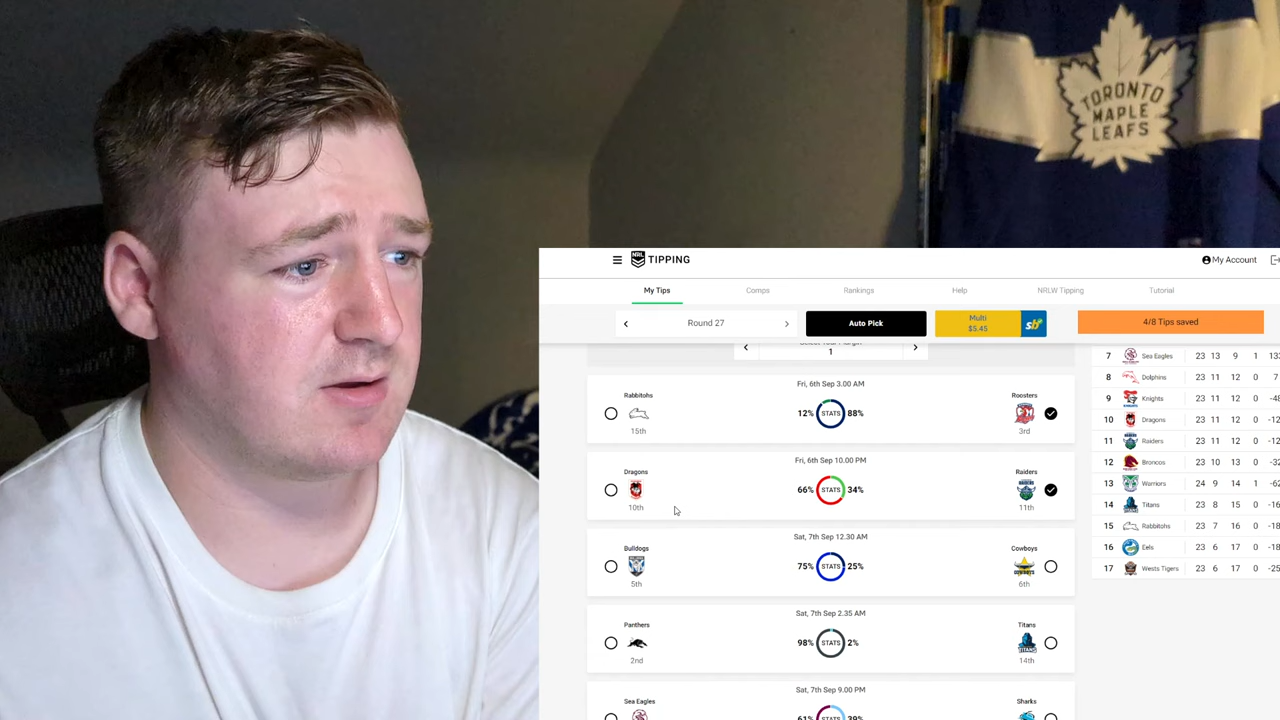 TORONTO
MAPLE
LEAFS
NRL TIPPING
My Account
My Tips
Comps
Rankings
Help
NRLW Tipping
Tutorial
Round 27
Auto Pick
Multi
$5.45
sb
4/8 Tips saved
1
Fri, 6th Sep 3.00 AM
Rabbitohs
12% STATS 88%
15th
Roosters
3rd
Fri, 6th Sep 10.00 PM
Dragons
66% STATS 34%
10th
Raiders
11th
Sat, 7th Sep 12.30 AM
Bulldogs
75% STATS 25%
5th
Cowboys
6th
Sat, 7th Sep 2.35 AM
Panthers
98% STATS 2%
2nd
Titans
14th
Sat, 7th Sep 9.00 PM
Sea Eagles
61% STATS 39%
Sharks
7 Sea Eagles 23 13 9 1
8 Dolphins 23 11 12 0 7
9 Knights 23 11 12 0
10 Dragons 23 11 12 0
11 Raiders 23 11 12 0
12 Broncos 23 10 13 0
13 Warriors 24 9 14 1
14 Titans 23 8 15 0
15 Rabbitohs 23 7 16 0
16 Eels 23 6 17 0
17 Wests Tigers 23 6 17 0